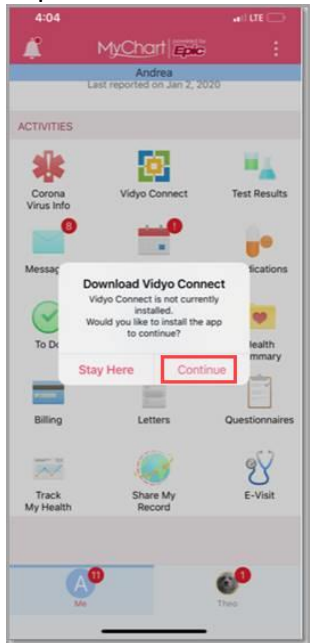 4:04
LTE
MyChart powered by Epic
Andrea
Last reported on Jan 2, 2020
ACTIVITIES
Corona
Virus Info
Vidyo Connect
Test Results
8
1
Messag
dications
Download Vidyo Connect
Vidyo Connect is not currently
installed.
Would you like to install the app
to continue?
Stay Here
Continue
To Do
Health
mmary
Billing
Letters
Questionnaires
Track
My Health
Share My
Record
E-Visit
A
11
Me
1
Theo